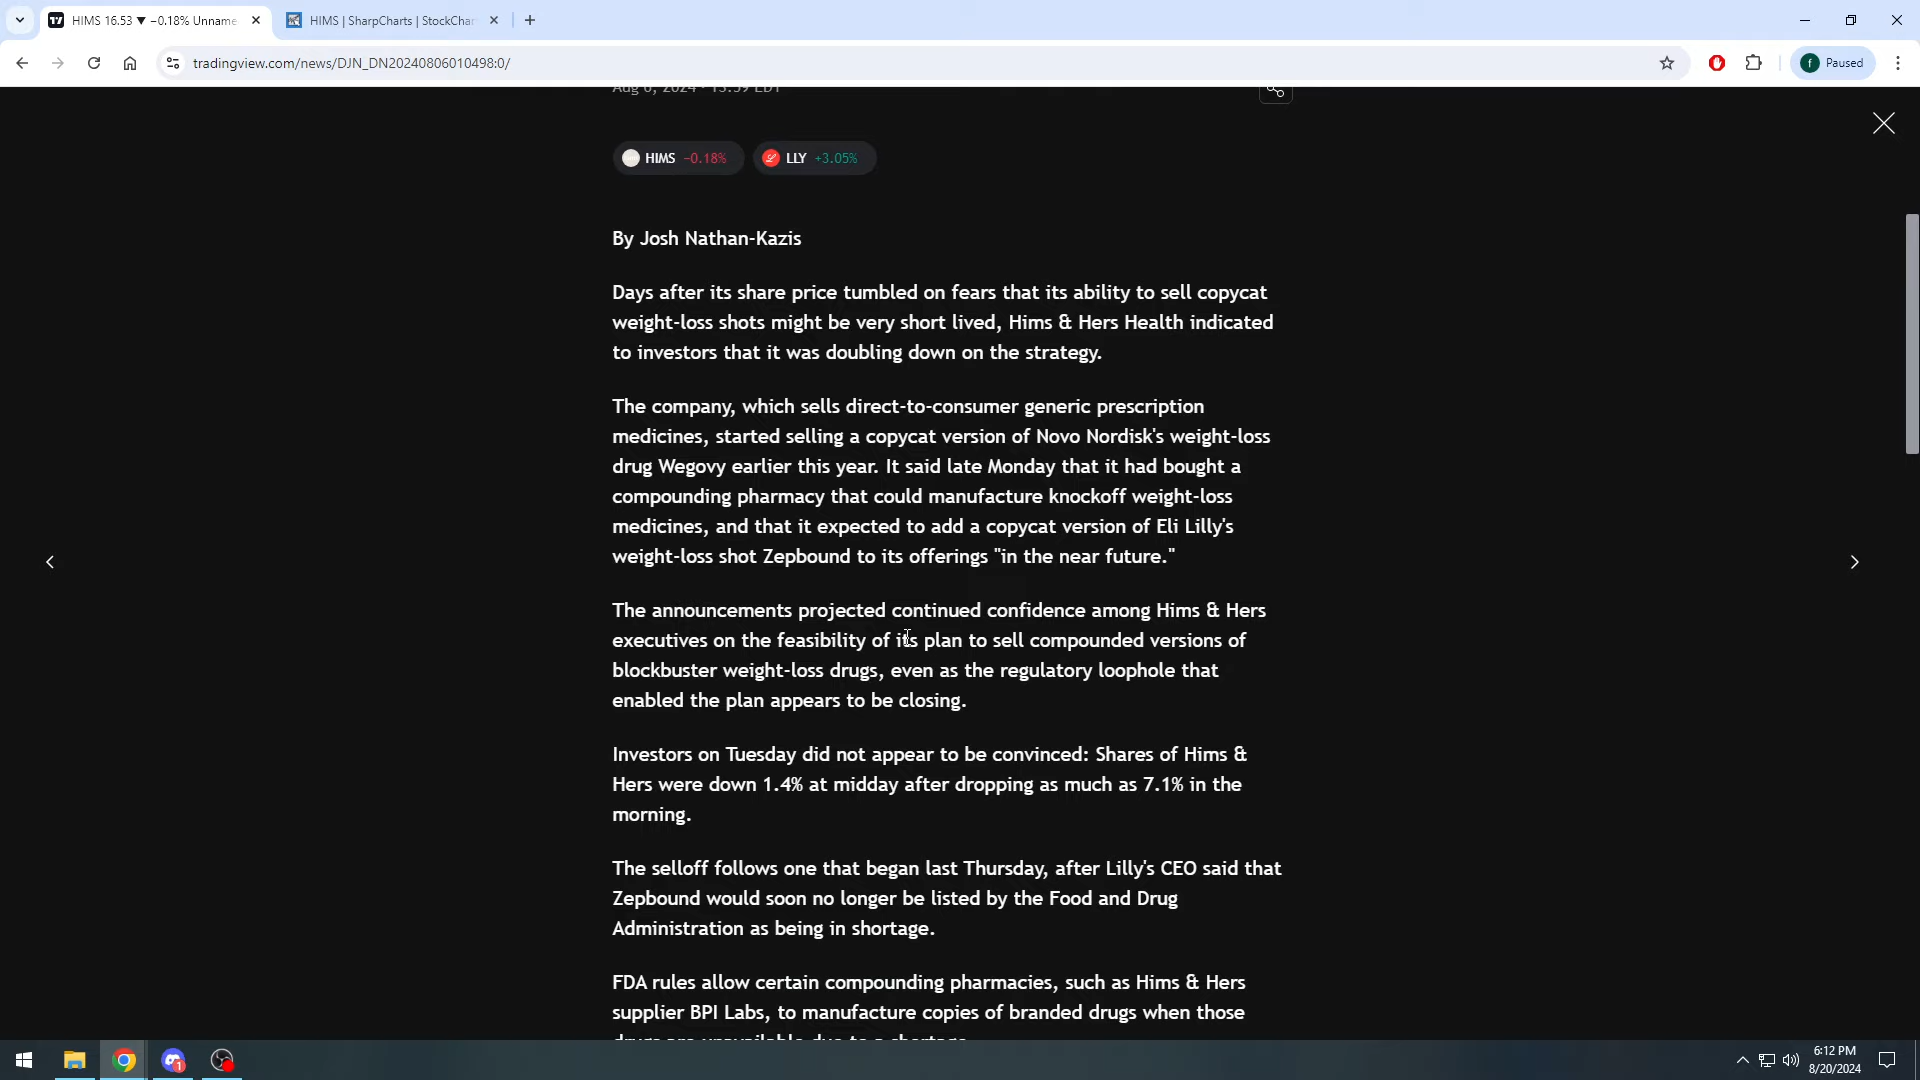 HIMS 16.53 ▼ −0.18% Unname
HIMS | SharpCharts | StockChar
tradingview.com/news/DJN_DN20240806010498:0/
Paused
Aug 6, 2024 · 13:59 EDT
HIMS −0.18%
LLY +3.05%
By Josh Nathan-Kazis
Days after its share price tumbled on fears that its ability to sell copycat
weight-loss shots might be very short lived, Hims & Hers Health indicated
to investors that it was doubling down on the strategy.
The company, which sells direct-to-consumer generic prescription
medicines, started selling a copycat version of Novo Nordisk's weight-loss
drug Wegovy earlier this year. It said late Monday that it had bought a
compounding pharmacy that could manufacture knockoff weight-loss
medicines, and that it expected to add a copycat version of Eli Lilly's
weight-loss shot Zepbound to its offerings "in the near future."
The announcements projected continued confidence among Hims & Hers
executives on the feasibility of its plan to sell compounded versions of
blockbuster weight-loss drugs, even as the regulatory loophole that
enabled the plan appears to be closing.
Investors on Tuesday did not appear to be convinced: Shares of Hims &
Hers were down 1.4% at midday after dropping as much as 7.1% in the
morning.
The selloff follows one that began last Thursday, after Lilly's CEO said that
Zepbound would soon no longer be listed by the Food and Drug
Administration as being in shortage.
FDA rules allow certain compounding pharmacies, such as Hims & Hers
supplier BPI Labs, to manufacture copies of branded drugs when those
drugs are unavailable due to a shortage.
6:12 PM
8/20/2024